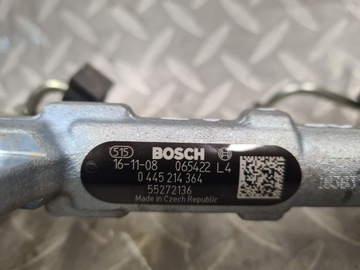 515 BOSCH
16-11-08 065422 L4
0 445 214 364
55272136
Made in Czech Republic